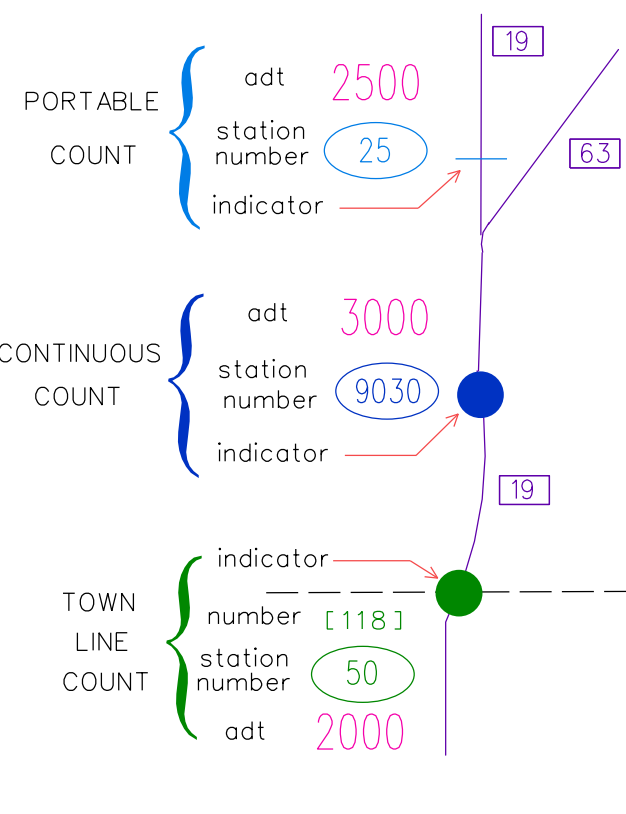 19
adt 2500
PORTABLE
COUNT
station
number 25
63
indicator
adt 3000
CONTINUOUS
COUNT
station
number 9030
indicator
19
indicator
TOWN
LINE
COUNT
number [118]
station
number 50
adt 2000